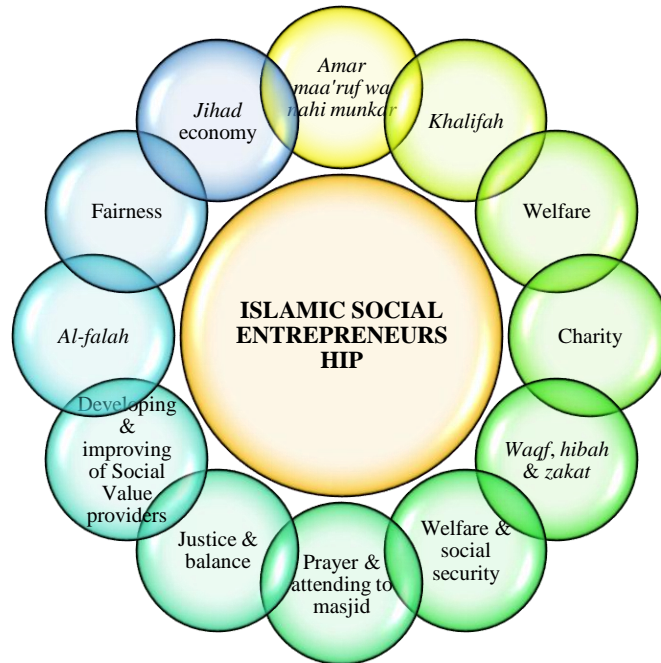 Amar
maa'ruf wa
nahi munkar
Khalifah
Welfare
Charity
Waqf, hibah
& zakat
Welfare &
social
security
Prayer &
attending to
masjid
Justice &
balance
Developing
&
improving
of Social
Value
providers
Al-falah
Fairness
Jihad
economy
ISLAMIC SOCIAL
ENTREPRENEURS
HIP